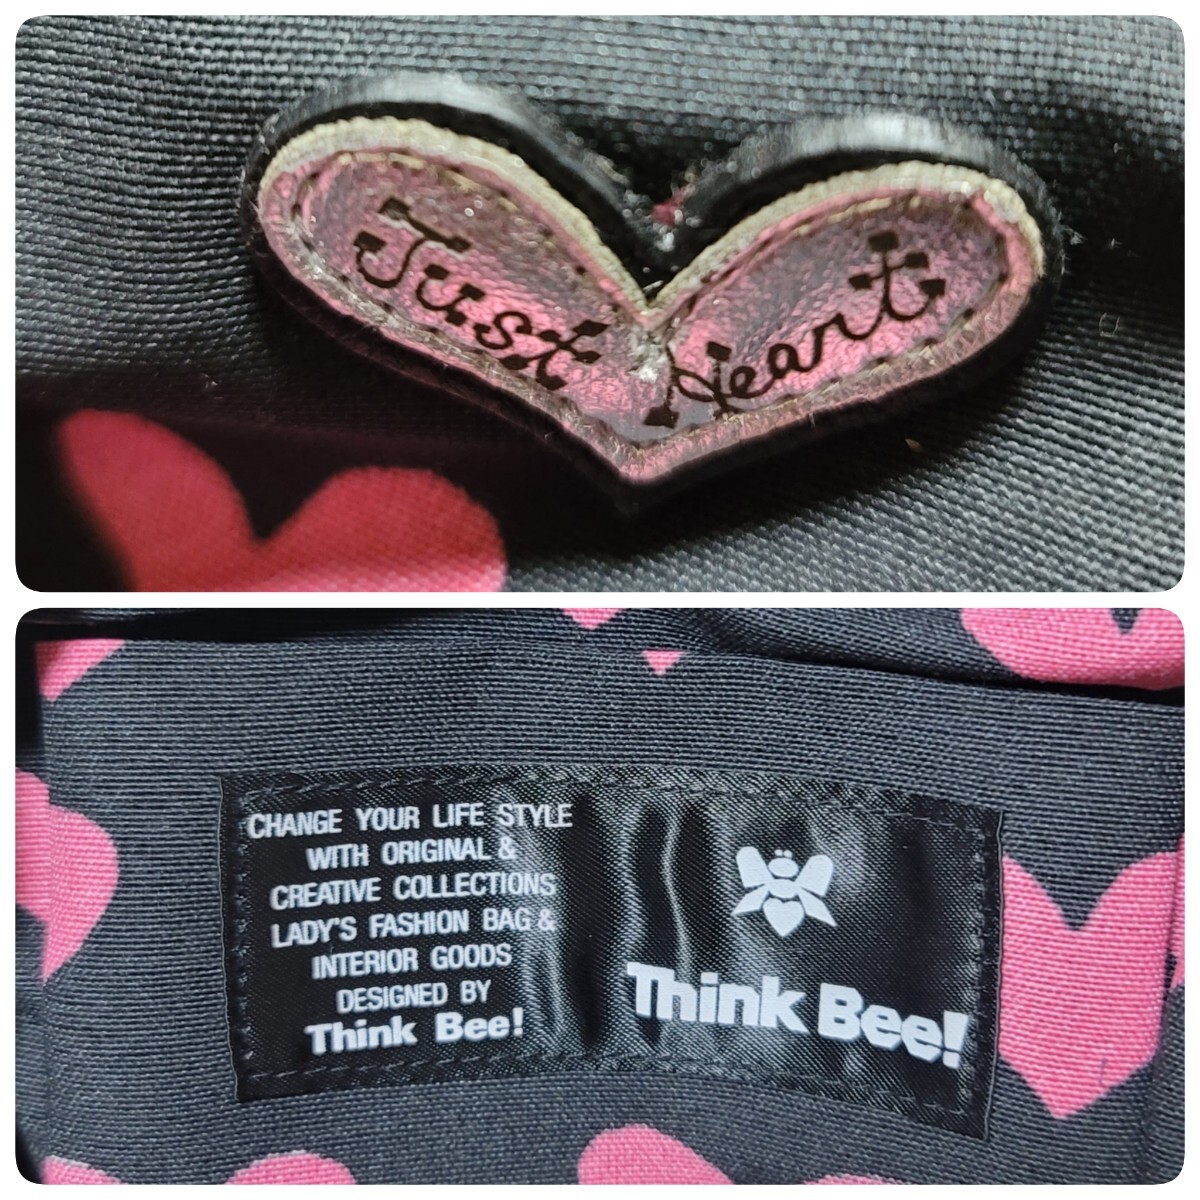 Just Heart
CHANGE YOUR LIFE STYLE
WITH ORIGINAL &
CREATIVE COLLECTIONS
LADY'S FASHION BAG &
INTERIOR GOODS
DESIGNED BY
Think Bee!
Think Bee!